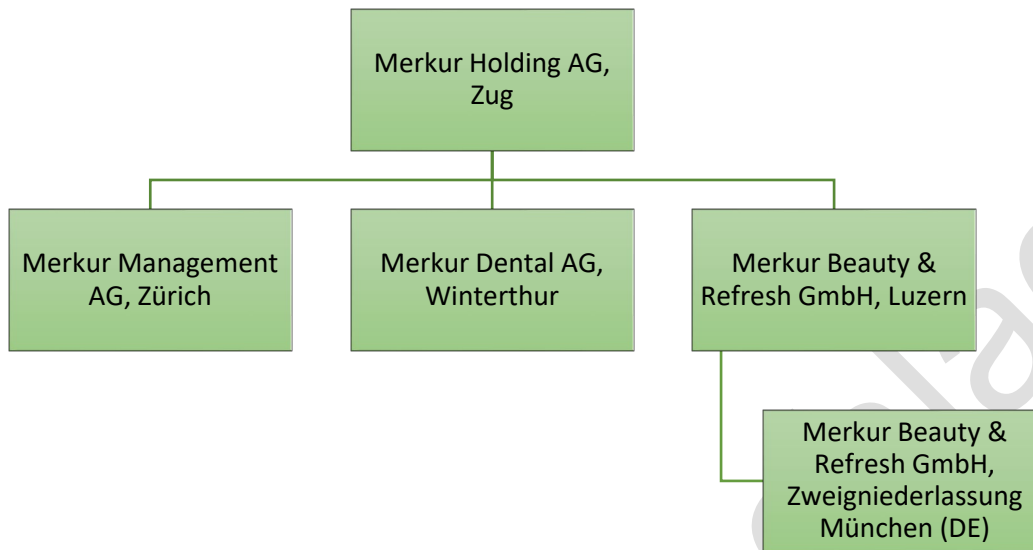 Merkur Holding AG,
Zug
Merkur Management
AG, Zürich
Merkur Dental AG,
Winterthur
Merkur Beauty &
Refresh GmbH, Luzern
Merkur Beauty &
Refresh GmbH,
Zweigniederlassung
München (DE)